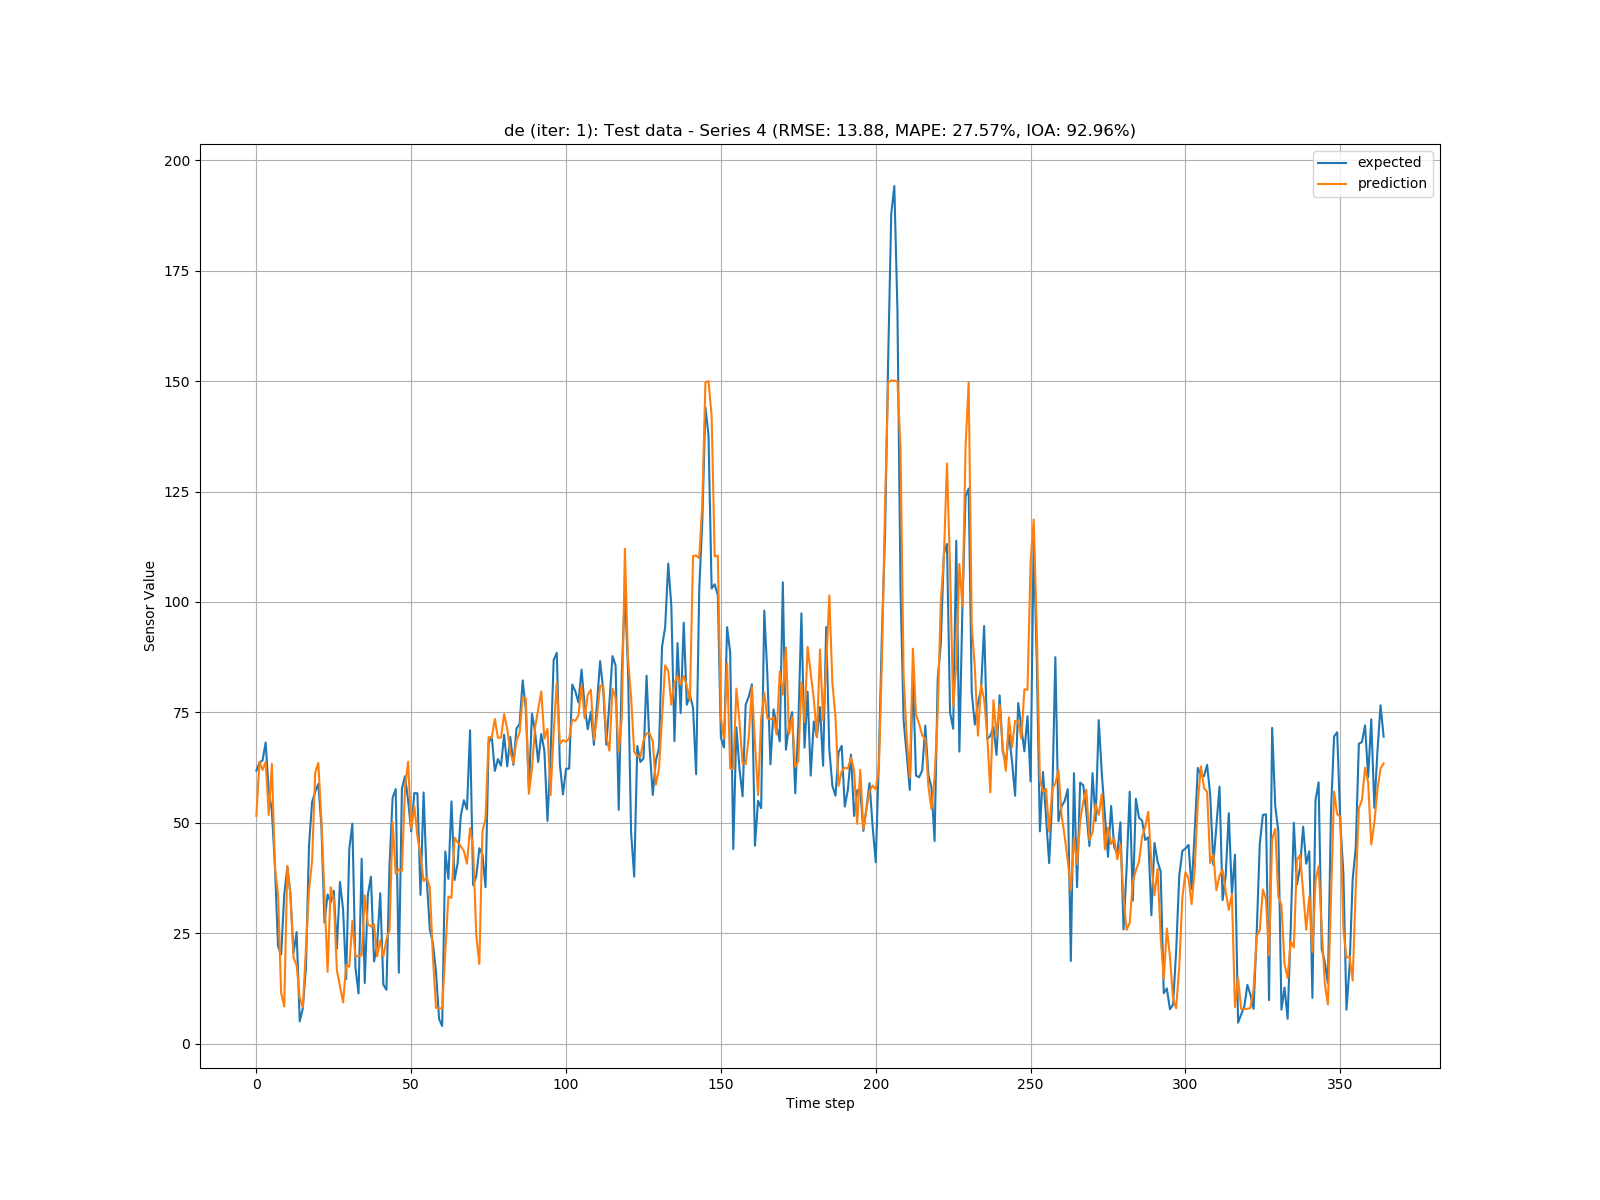 de (iter: 1): Test data - Series 4 (RMSE: 13.88, MAPE: 27.57%, IOA: 92.96%)
expected
prediction
200
175
150
125
100
75
50
25
0
Sensor Value
0 50 100 150 200 250 300 350
Time step